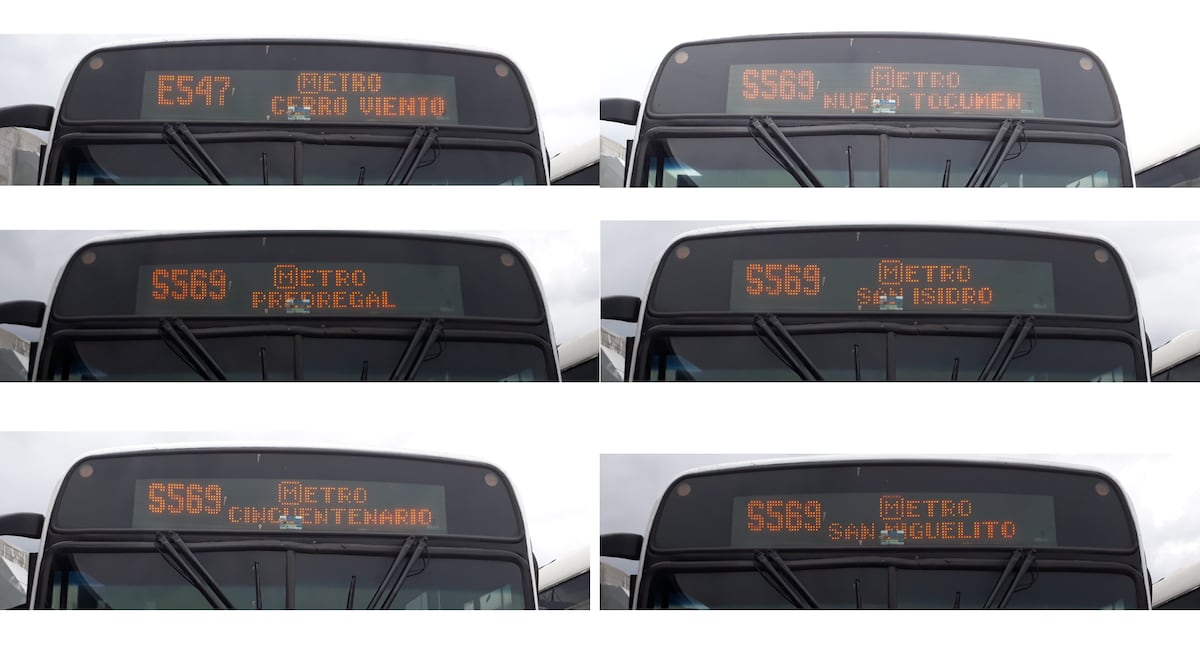 E547
METRO
CERRO VIENTO
S569
METRO
NUEVO TOCUMEN
S569
METRO
PEDREGAL
S569
METRO
SAN ISIDRO
S569
METRO
CINCUENTENARIO
S569
METRO
SAN MIGUELITO